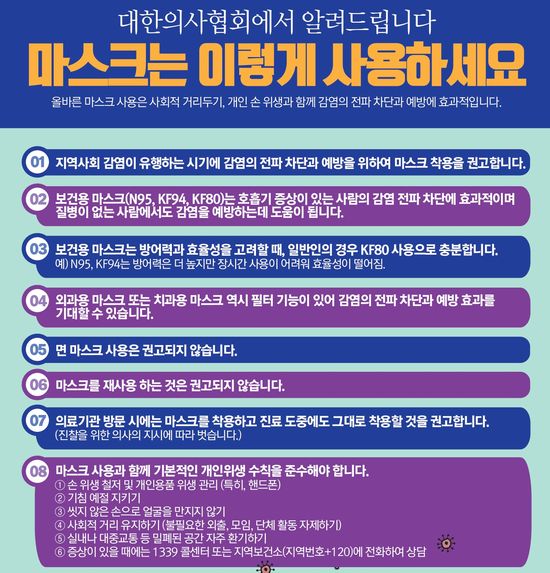 대한의사협회에서 알려드립니다
마스크는 이렇게 사용하세요
올바른 마스크 사용은 사회적 거리두기, 개인 손 위생과 함께 감염의 전파 차단과 예방에 효과적입니다.
01 지역사회 감염이 유행하는 시기에 감염의 전파 차단과 예방을 위하여 마스크 착용을 권고합니다.
02 보건용 마스크(N95, KF94, KF80)는 호흡기 증상이 있는 사람의 감염 전파 차단에 효과적이며
질병이 없는 사람에서도 감염을 예방하는데 도움이 됩니다.
03 보건용 마스크는 방어력과 효율성을 고려할 때, 일반인의 경우 KF80 사용으로 충분합니다.
예) N95, KF94는 방어력은 더 높지만 장시간 사용이 어려워 효율성이 떨어짐.
04 외과용 마스크 또는 치과용 마스크 역시 필터 기능이 있어 감염의 전파 차단과 예방 효과를
기대할 수 있습니다.
05 면 마스크 사용은 권고되지 않습니다.
06 마스크를 재사용 하는 것은 권고되지 않습니다.
07 의료기관 방문 시에는 마스크를 착용하고 진료 도중에도 그대로 착용할 것을 권고합니다.
(진찰을 위한 의사의 지시에 따라 벗습니다.)
08 마스크 사용과 함께 기본적인 개인위생 수칙을 준수해야 합니다.
① 손 위생 철저 및 개인용품 위생 관리 (특히, 핸드폰)
② 기침 예절 지키기
③ 씻지 않은 손으로 얼굴을 만지지 않기
④ 사회적 거리 유지하기 (불필요한 외출, 모임, 단체 활동 자제하기)
⑤ 실내나 대중교통 등 밀폐된 공간 자주 환기하기
⑥ 증상이 있을 때에는 1339 콜센터 또는 지역보건소(지역번호+120)에 전화하여 상담